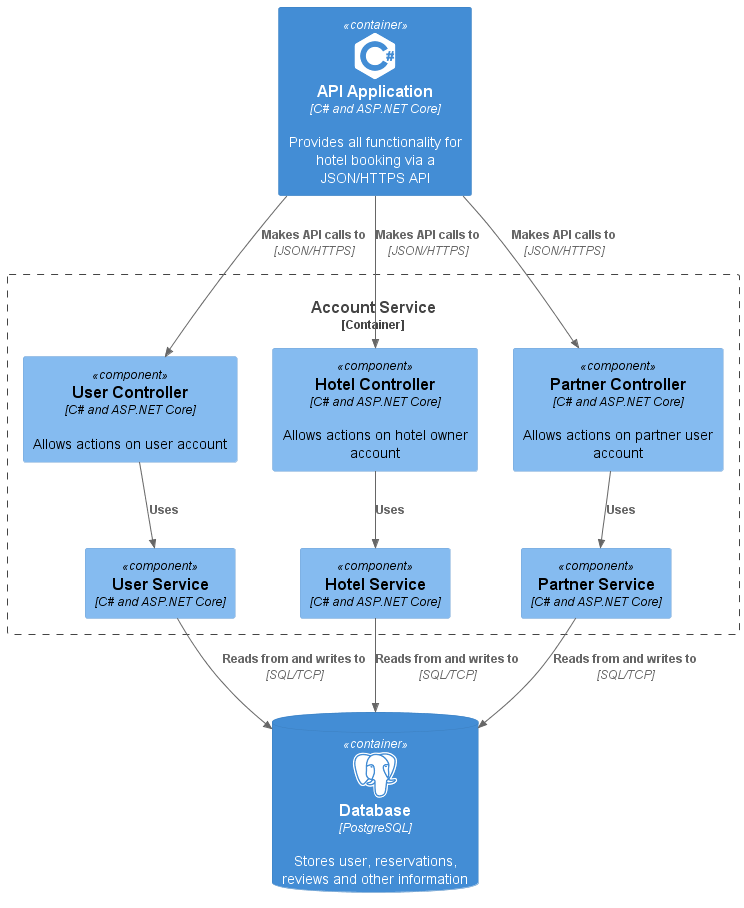 «container»
C#
API Application
[C# and ASP.NET Core]
Provides all functionality for
hotel booking via a
JSON/HTTPS API
Makes API calls to
[JSON/HTTPS]
Makes API calls to
[JSON/HTTPS]
Makes API calls to
[JSON/HTTPS]
Account Service
[Container]
«component»
User Controller
[C# and ASP.NET Core]
Allows actions on user account
«component»
Hotel Controller
[C# and ASP.NET Core]
Allows actions on hotel owner
account
«component»
Partner Controller
[C# and ASP.NET Core]
Allows actions on partner user
account
Uses
Uses
Uses
«component»
User Service
[C# and ASP.NET Core]
«component»
Hotel Service
[C# and ASP.NET Core]
«component»
Partner Service
[C# and ASP.NET Core]
Reads from and writes to
[SQL/TCP]
Reads from and writes to
[SQL/TCP]
Reads from and writes to
[SQL/TCP]
«container»
Database
[PostgreSQL]
Stores user, reservations,
reviews and other information